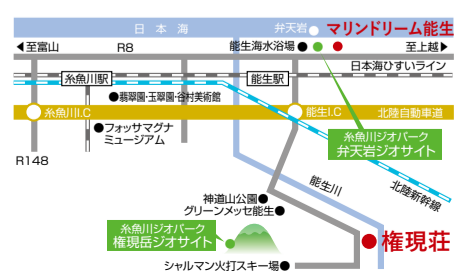 日本海
弁天岩
マリンドリーム能生
◀至富山
R8
能生海水浴場
至上越▶
日本海ひすいライン
糸魚川駅
能生駅
翡翠園・玉翠園・谷村美術館
糸魚川I.C
能生I.C
北陸自動車道
フォッサマグナ
ミュージアム
糸魚川ジオパーク
弁天岩ジオサイト
R148
能生川
北陸新幹線
神道山公園
グリーンメッセ能生
糸魚川ジオパーク
権現岳ジオサイト
権現荘
シャルマン火打スキー場